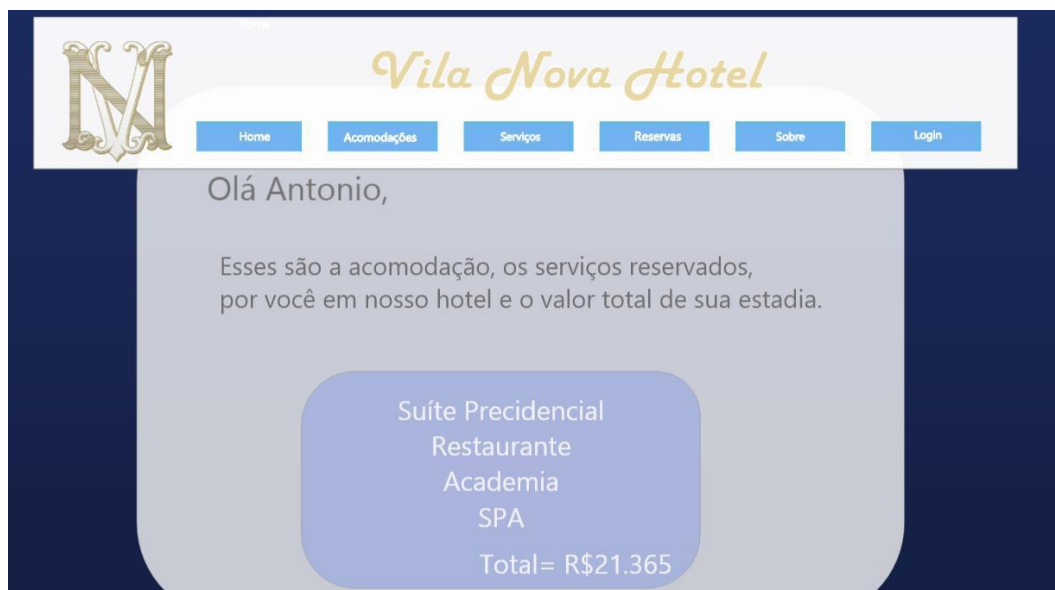 Home
Vila Nova Hotel
Home Acomodações Serviços Reservas Sobre Login
Olá Antonio,
Esses são a acomodação, os serviços reservados,
por você em nosso hotel e o valor total de sua estadia.
Suíte Precidencial
Restaurante
Academia
SPA
Total= R$21.365